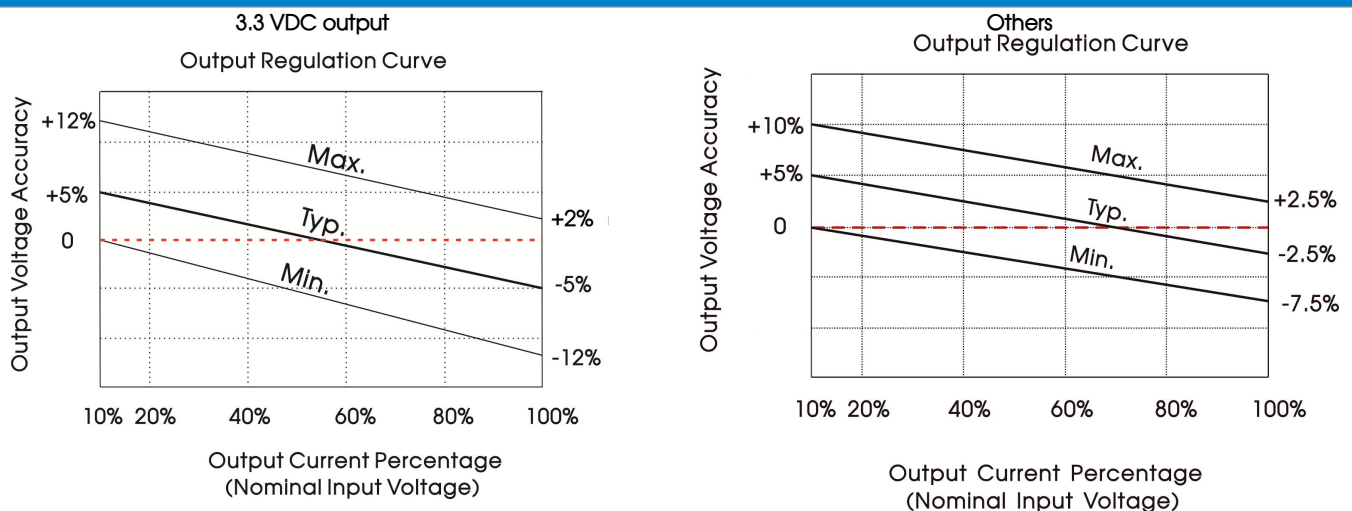 3.3 VDC output
Output Regulation Curve
Output Voltage Accuracy
+12%
+5%
0
Max.
Typ.
Min.
+2%
-5%
-12%
10% 20% 40% 60% 80% 100%
Output Current Percentage
(Nominal Input Voltage)
Others
Output Regulation Curve
Output Voltage Accuracy
+10%
+5%
0
Max.
Typ.
Min.
+2.5%
-2.5%
-7.5%
10% 20% 40% 60% 80% 100%
Output Current Percentage
(Nominal Input Voltage)